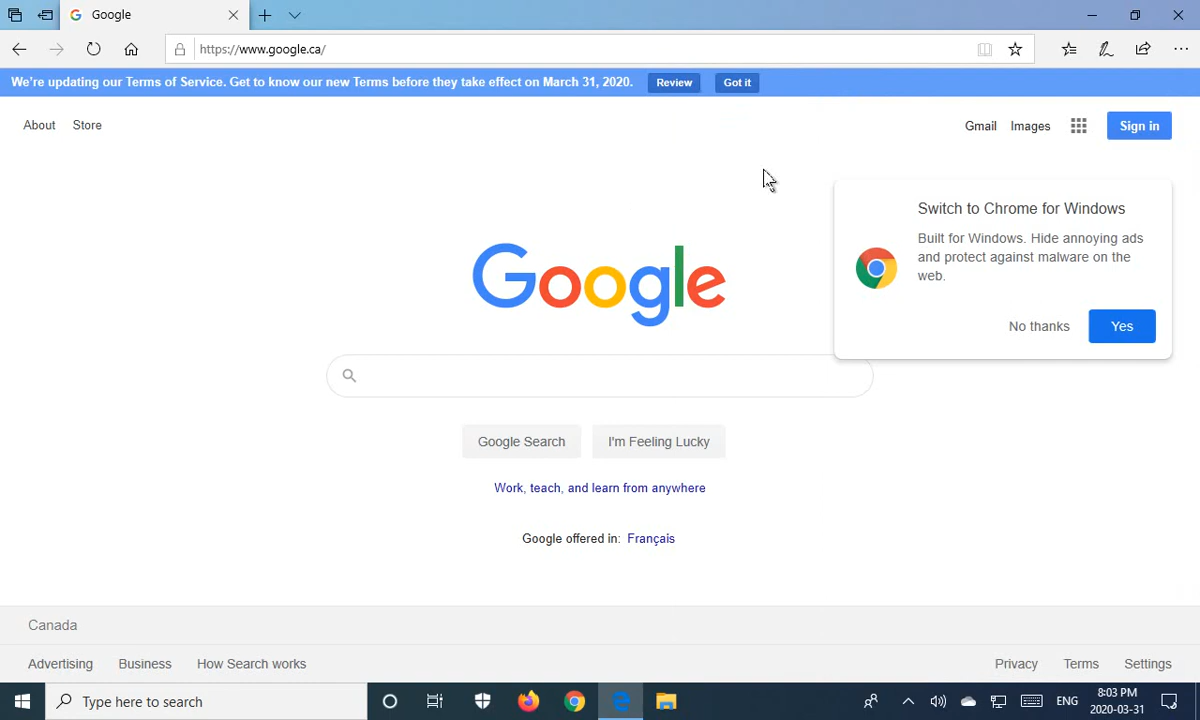 Google
https://www.google.ca/
We're updating our Terms of Service. Get to know our new Terms before they take effect on March 31, 2020. Review Got it
About Store Gmail Images Sign in
Switch to Chrome for Windows
Built for Windows. Hide annoying ads
and protect against malware on the
web.
No thanks Yes
Google
Google Search I'm Feeling Lucky
Work, teach, and learn from anywhere
Google offered in: Français
Canada
Advertising Business How Search works Privacy Terms Settings
Type here to search ENG 8:03 PM
2020-03-31